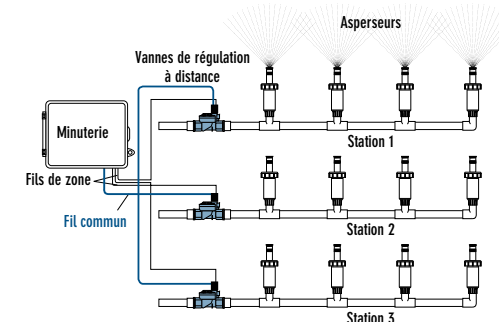 Asperseurs
Vannes de régulation
à distance
Minuterie
Station 1
Fils de zone
Fil commun
Station 2
Station 3